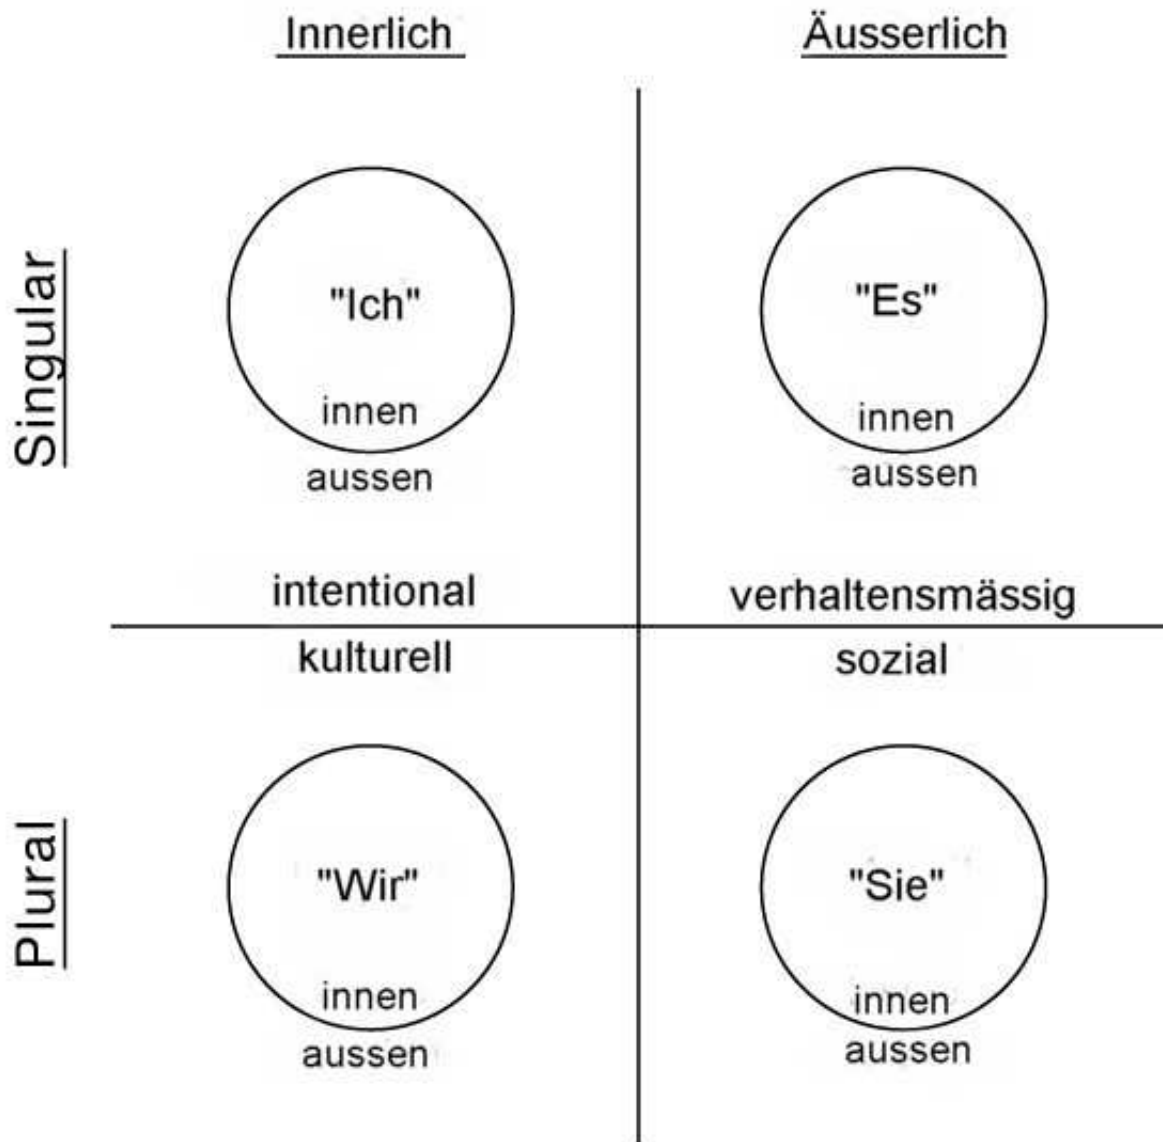 Innerlich
Äusserlich
Singular
"Ich"
innen
aussen
"Es"
innen
aussen
intentional
verhaltensmässig
kulturell
sozial
Plural
"Wir"
innen
aussen
"Sie"
innen
aussen